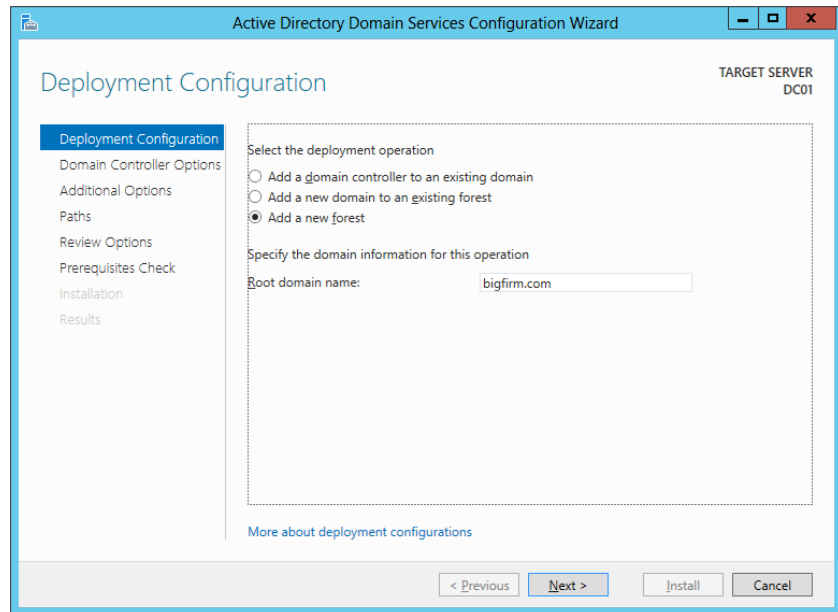 Active Directory Domain Services Configuration Wizard
Deployment Configuration
TARGET SERVER
DC01
Deployment Configuration
Domain Controller Options
Additional Options
Paths
Review Options
Prerequisites Check
Installation
Results
Select the deployment operation
Add a domain controller to an existing domain
Add a new domain to an existing forest
Add a new forest
Specify the domain information for this operation
Root domain name:
bigfirm.com
More about deployment configurations
< Previous
Next >
Install
Cancel